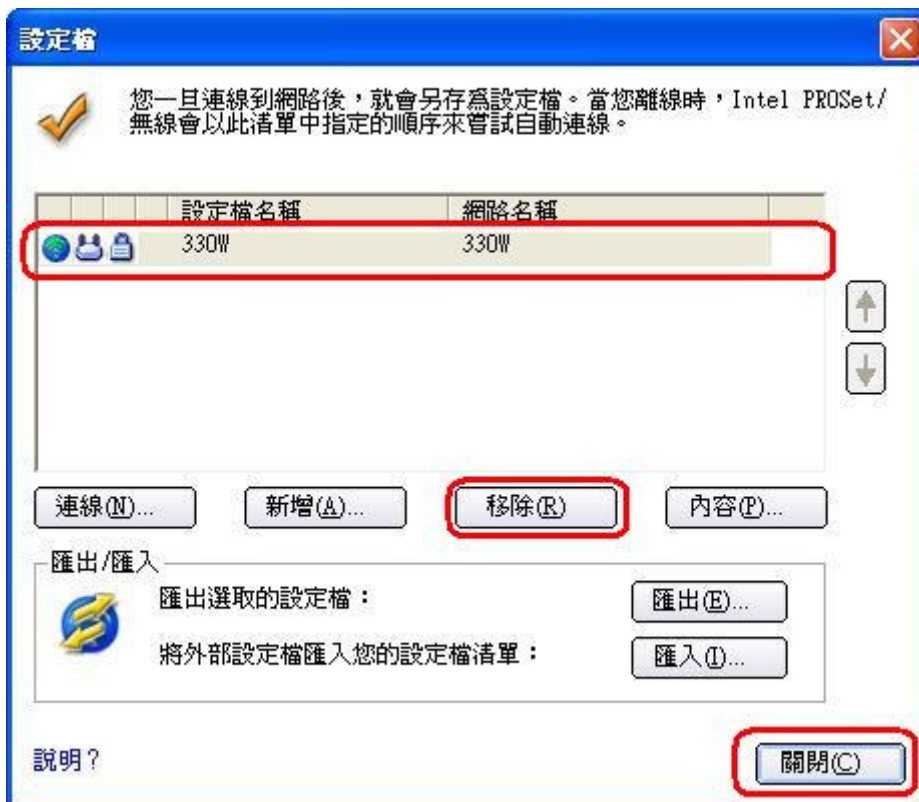 設定檔
您一旦連線到網路後,就會另存為設定檔。當您離線時,Intel PROSet/
無線會以此清單中指定的順序來嘗試自動連線。
設定檔名稱 網路名稱
330W 330W
連線(N)... 新增(A)... 移除(R) 內容(P)...
匯出/匯入
匯出選取的設定檔: 匯出(E)...
將外部設定檔匯入您的設定檔清單: 匯入(I)...
說明? 關閉(C)